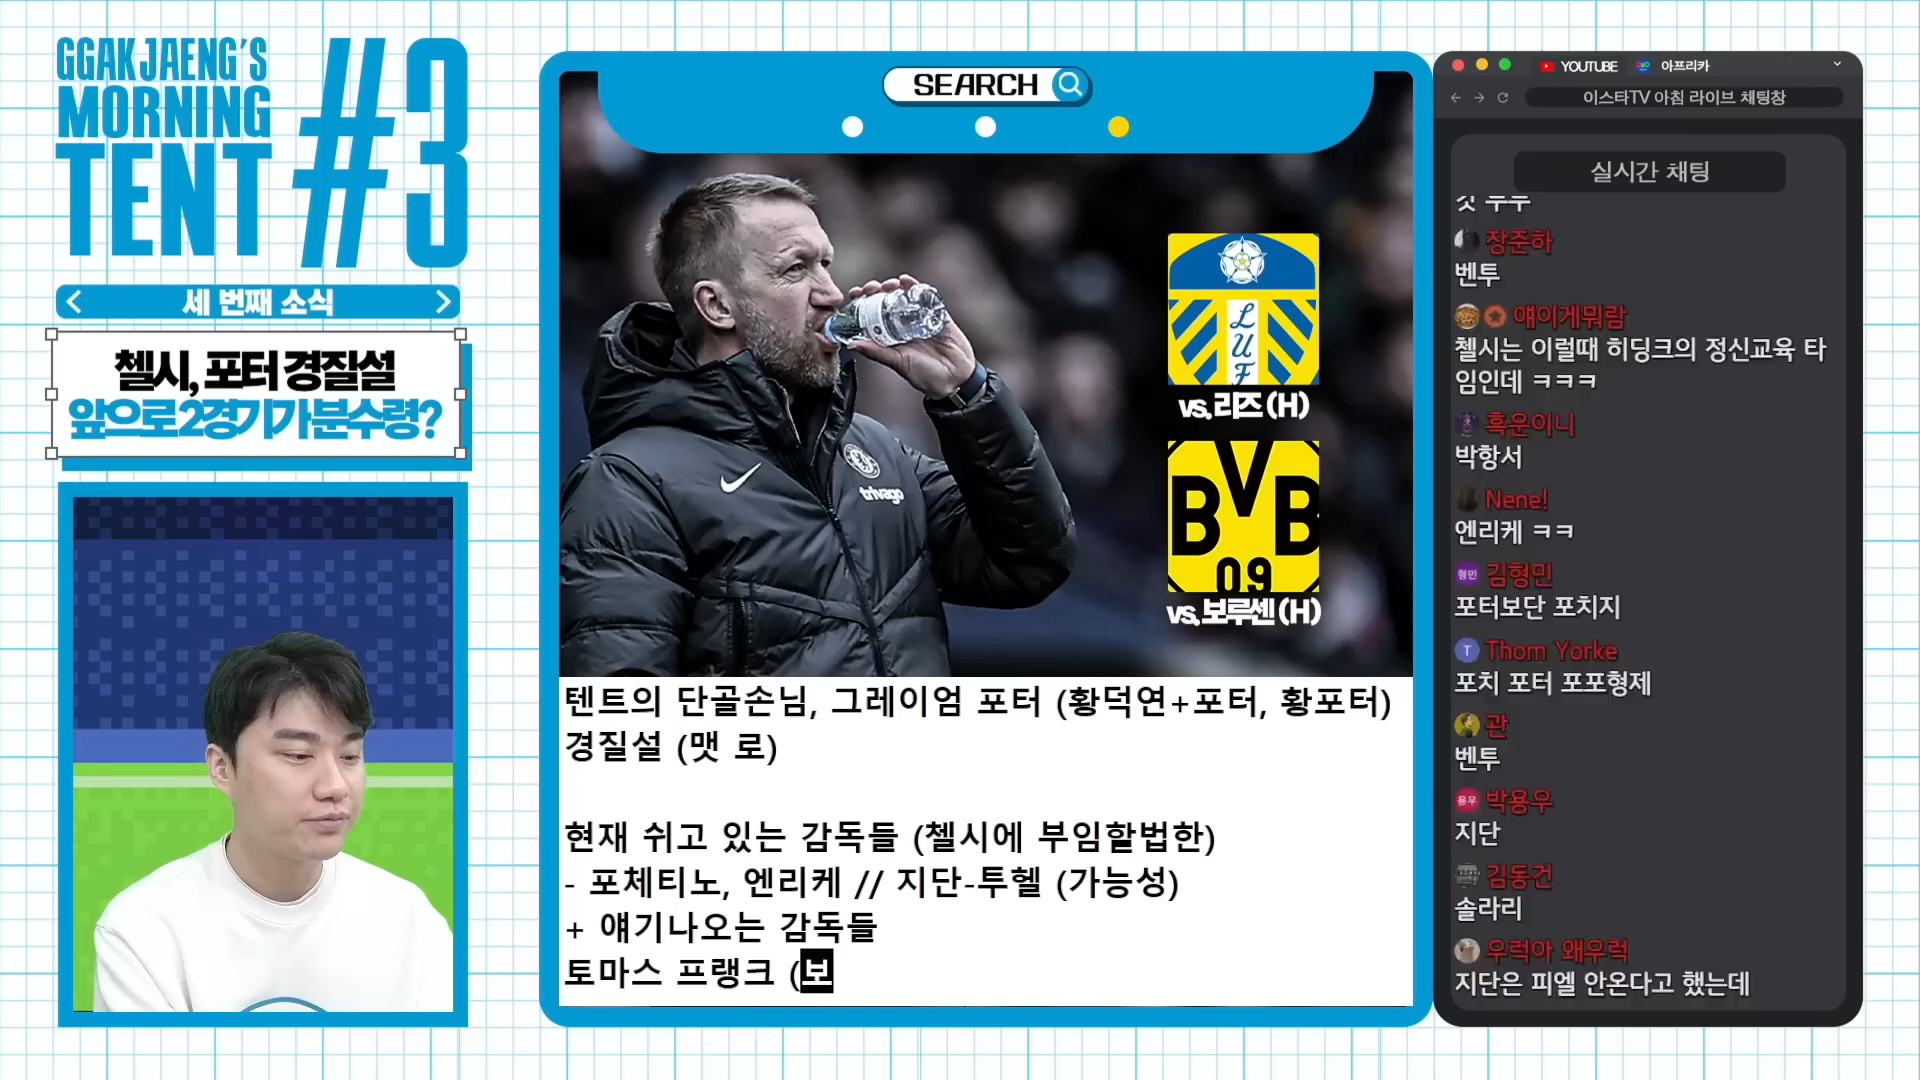 GGAK JAENG'S
MORNING
TENT
#3
세 번째 소식
첼시, 포터 경질설
앞으로 2경기가 분수령?
SEARCH
trivago
LUF
vs. 리즈 (H)
BVB
09
vs. 보루센 (H)
텐트의 단골손님, 그레이엄 포터 (황덕연+포터, 황포터)
경질설 (맷 로)
현재 쉬고 있는 감독들 (첼시에 부임할법한)
- 포체티노, 엔리케 // 지단-투헬 (가능성)
+ 얘기나오는 감독들
토마스 프랭크 (보
YOUTUBE
아프리카
이스타TV 아침 라이브 채팅창
실시간 채팅
장준하
벤투
얘이게뭐람
첼시는 이럴때 히딩크의 정신교육 타
임인데 ㅋㅋㅋ
흑운이니
박항서
Nene!
엔리케 ㅋㅋ
형민
김형민
포터보단 포치지
T
Thom Yorke
포치 포터 포포형제
관
벤투
용우
박용우
지단
김동건
솔라리
우럭아 왜우럭
지단은 피엘 안온다고 했는데